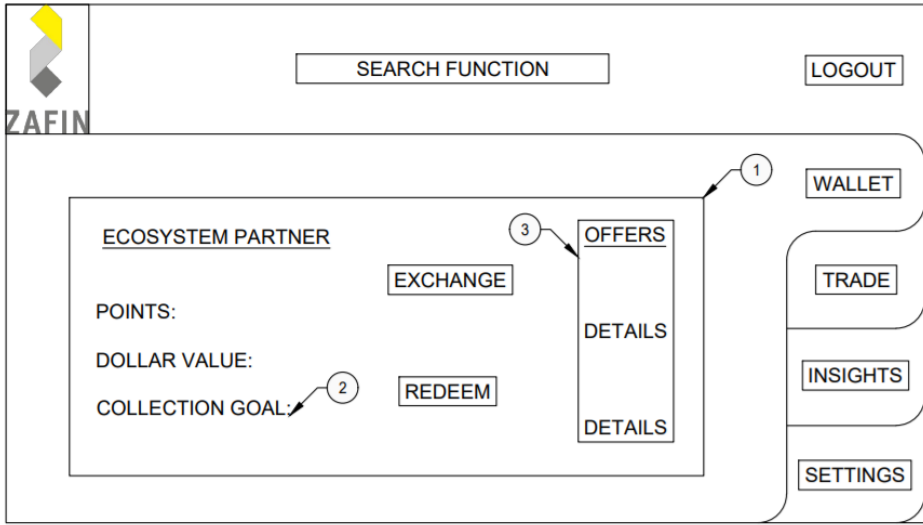 ZAFIN
SEARCH FUNCTION
LOGOUT
WALLET
TRADE
INSIGHTS
SETTINGS
1
ECOSYSTEM PARTNER
EXCHANGE
POINTS:
DOLLAR VALUE:
COLLECTION GOAL:
2
REDEEM
3
OFFERS
DETAILS
DETAILS